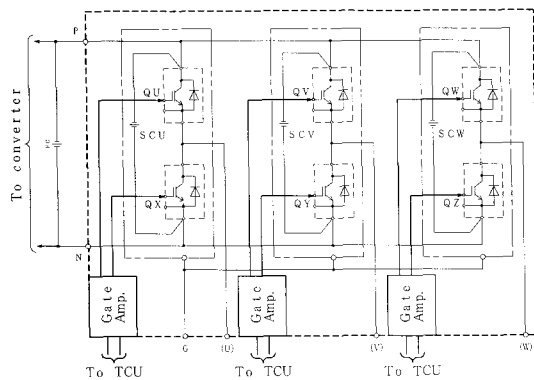 P
QU
QV
QW
SCU
SCV
SCW
To converter
QX
QY
QZ
N
Gate Amp.
Gate Amp.
Gate Amp.
G
(U)
(V)
(W)
To TCU
To TCU
To TCU